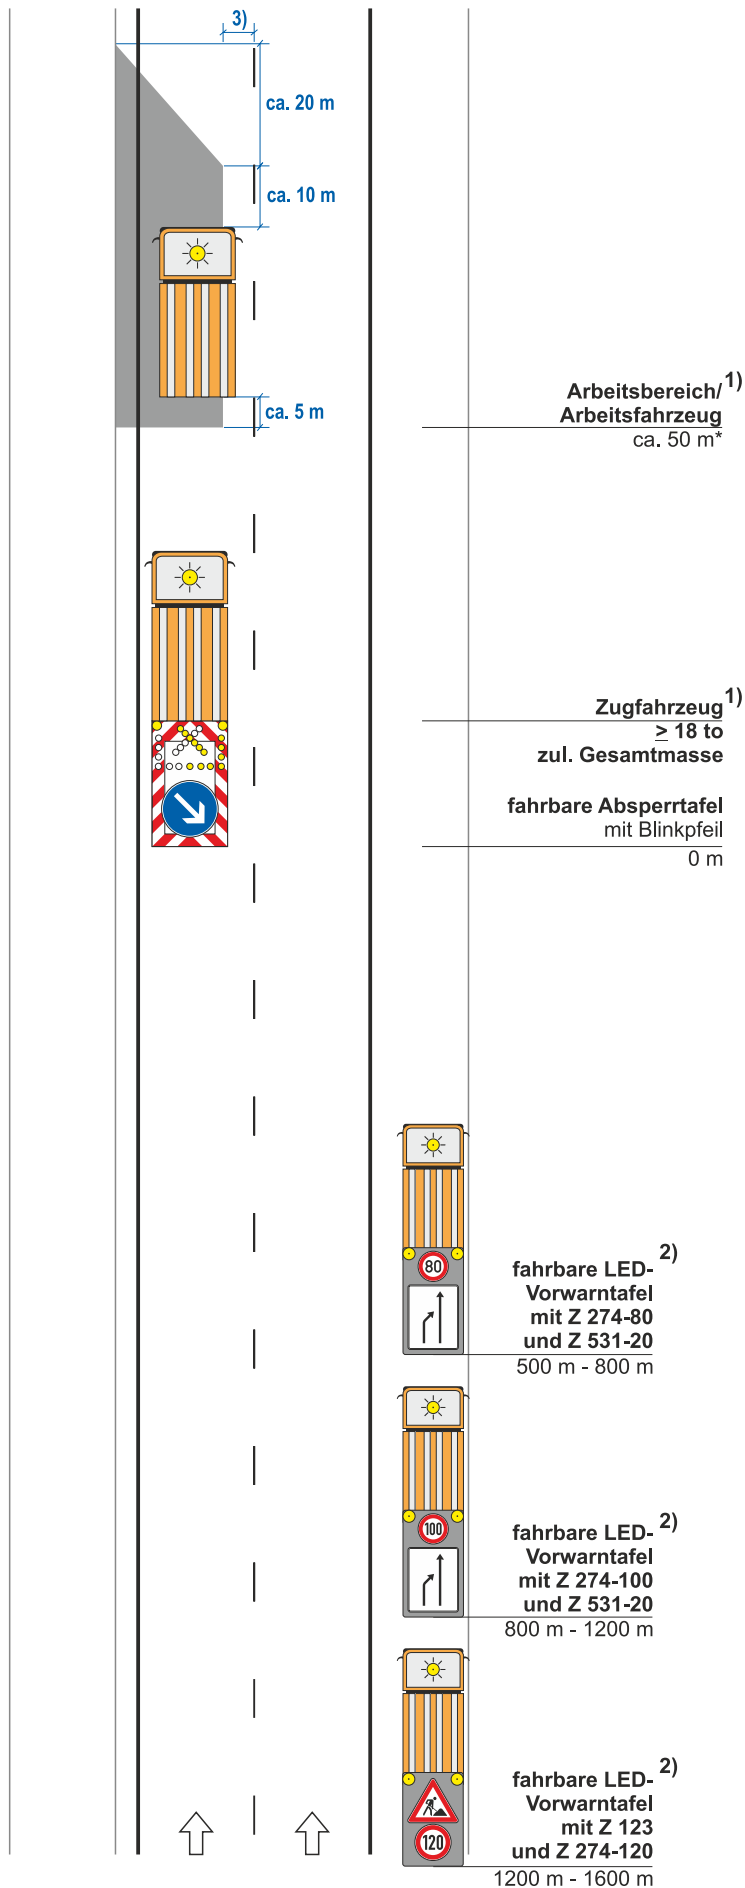 3)
ca. 20 m
ca. 10 m
ca. 5 m
Arbeitsbereich/ 1)
Arbeitsfahrzeug
ca. 50 m*
Zugfahrzeug 1)
≥ 18 to
zul. Gesamtmasse
fahrbare Absperrtafel
mit Blinkpfeil
0 m
80
fahrbare LED- 2)
Vorwarntafel
mit Z 274-80
und Z 531-20
500 m - 800 m
100
fahrbare LED- 2)
Vorwarntafel
mit Z 274-100
und Z 531-20
800 m - 1200 m
fahrbare LED- 2)
Vorwarntafel
mit Z 123
und Z 274-120
120
1200 m - 1600 m